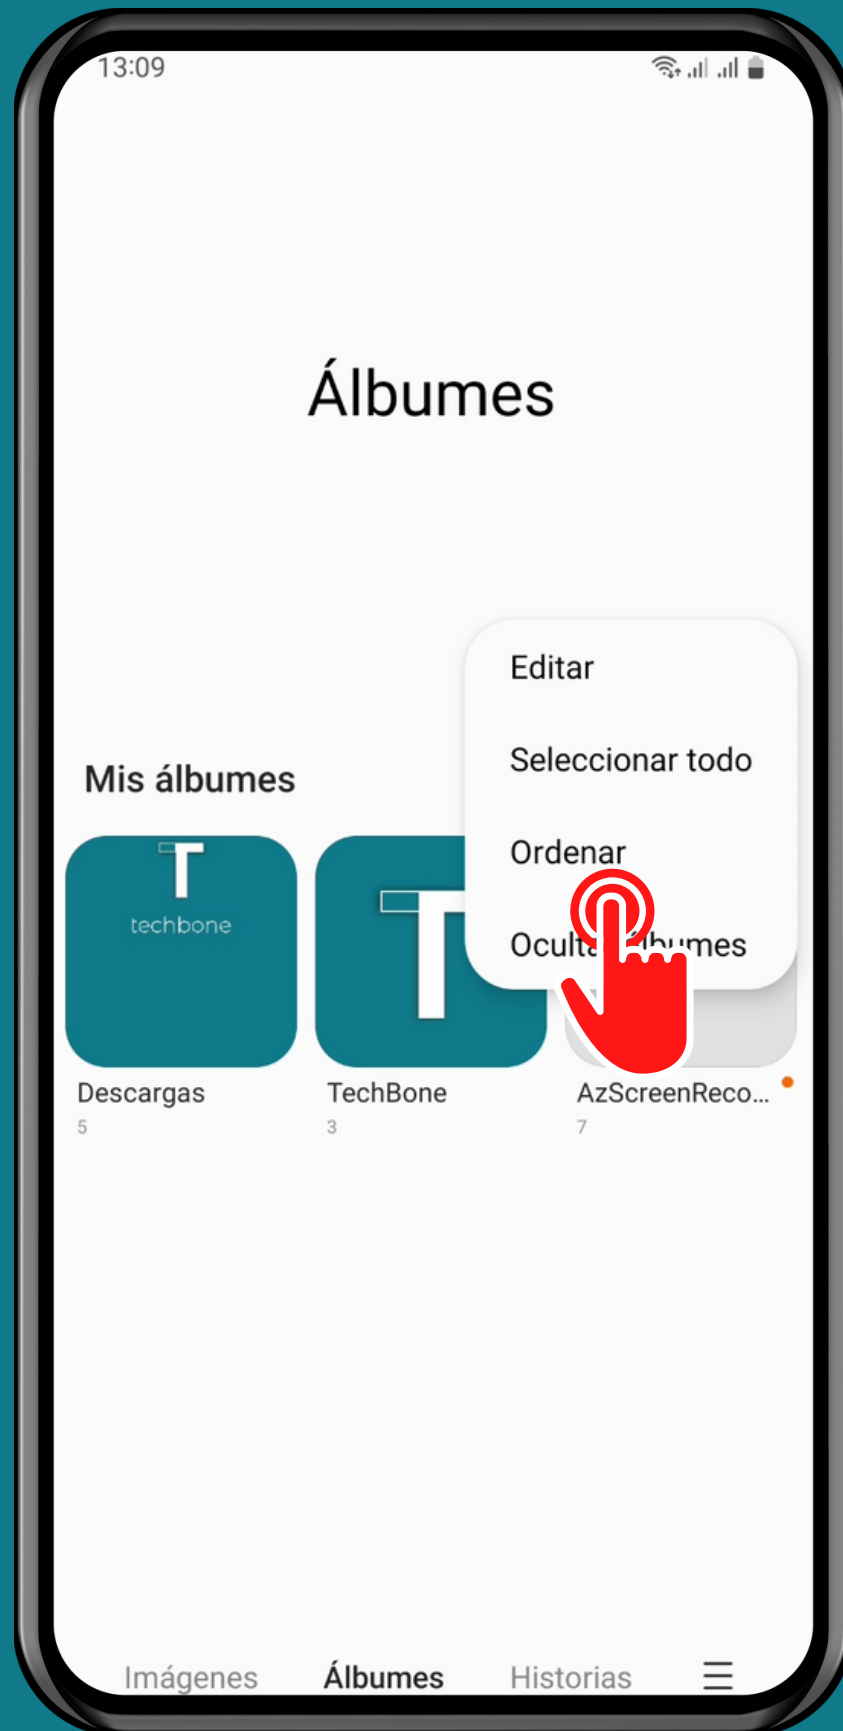 13:09
Álbumes
Editar
Seleccionar todo
Ordenar
Mis álbumes
techbone
Descargas
5
TechBone
3
AzScreenReco...
7
Imágenes
Álbumes
Historias